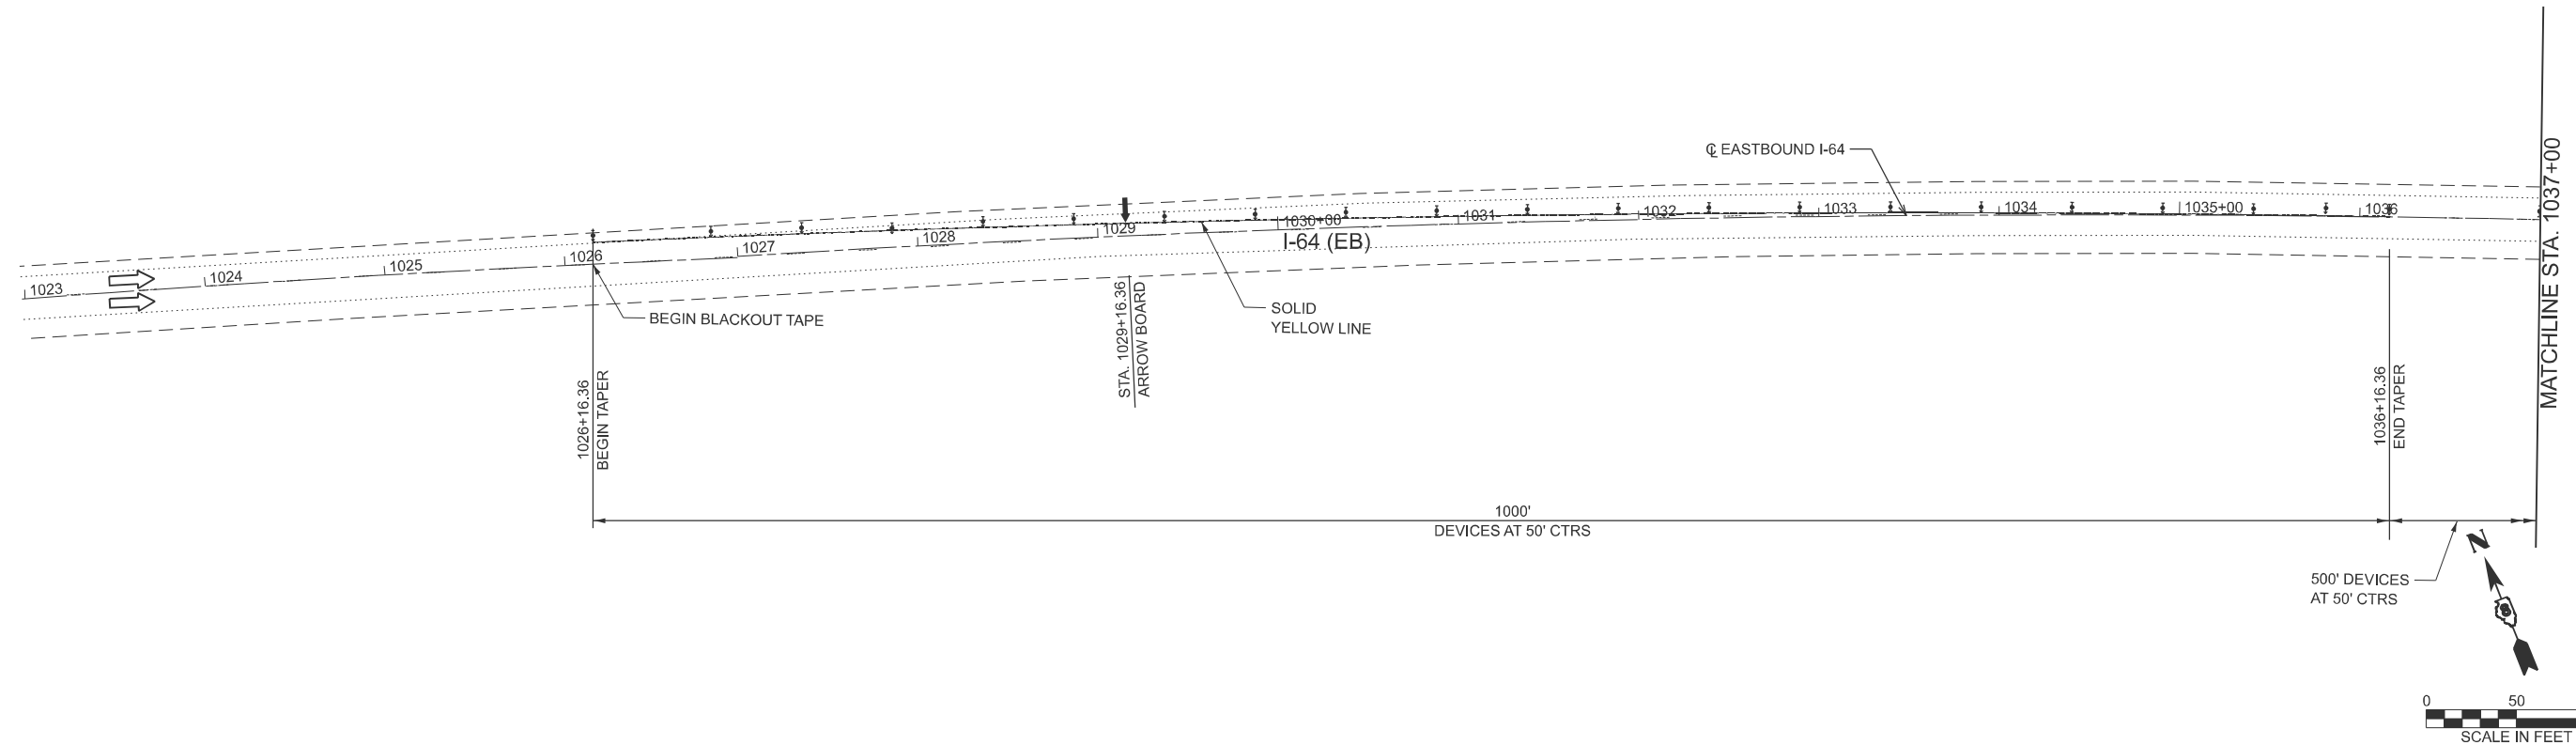 ℄ EASTBOUND I-64
1023
1024
1025
1026
1027
1028
1029
1030+00
1031
1032
1033
1034
1035+00
1036
I-64 (EB)
BEGIN BLACKOUT TAPE
SOLID
YELLOW LINE
STA. 1029+16.36
ARROW BOARD
1026+16.36
BEGIN TAPER
1036+16.36
END TAPER
MATCHLINE STA. 1037+00
1000'
DEVICES AT 50' CTRS
500' DEVICES
AT 50' CTRS
N
0 50
SCALE IN FEET